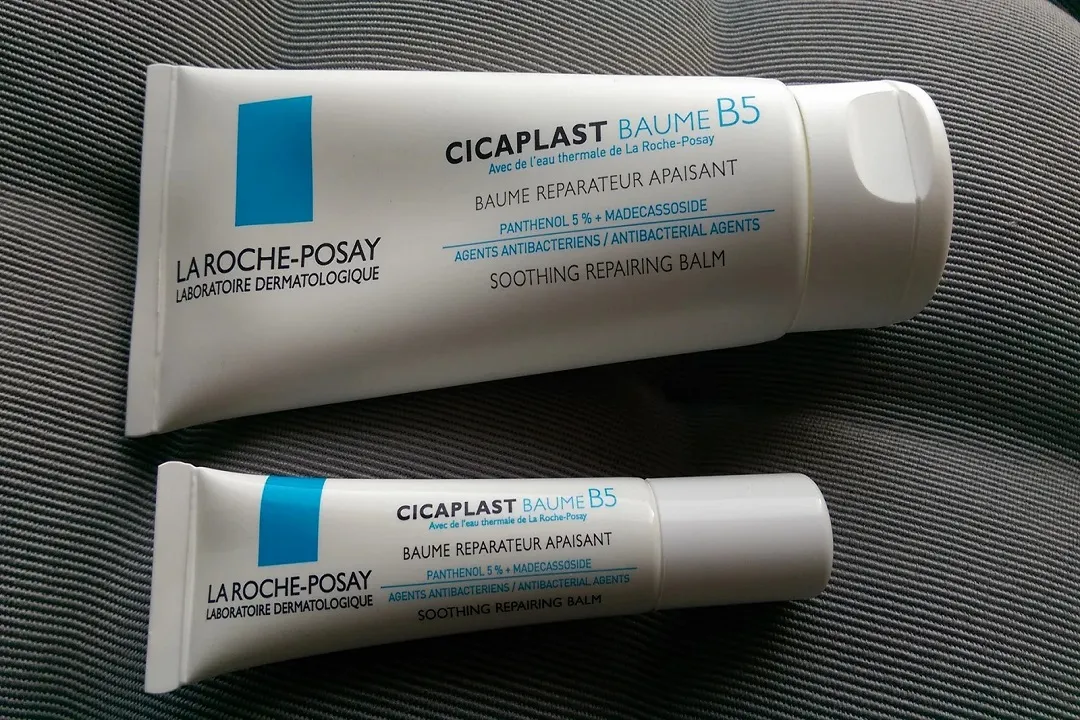 CICAPLAST BAUME B5
Avec de l'eau thermale de La Roche-Posay
BAUME REPARATEUR APAISANT
PANTHENOL 5 % + MADECASSOSIDE
AGENTS ANTIBACTERIENS / ANTIBACTERIAL AGENTS
SOOTHING REPAIRING BALM
LA ROCHE-POSAY
LABORATOIRE DERMATOLOGIQUE
CICAPLAST BAUME B5
Avec de l'eau thermale de La Roche-Posay
BAUME REPARATEUR APAISANT
PANTHENOL 5 % + MADECASSOSIDE
AGENTS ANTIBACTERIENS / ANTIBACTERIAL AGENTS
SOOTHING REPAIRING BALM
LA ROCHE-POSAY
LABORATOIRE DERMATOLOGIQUE